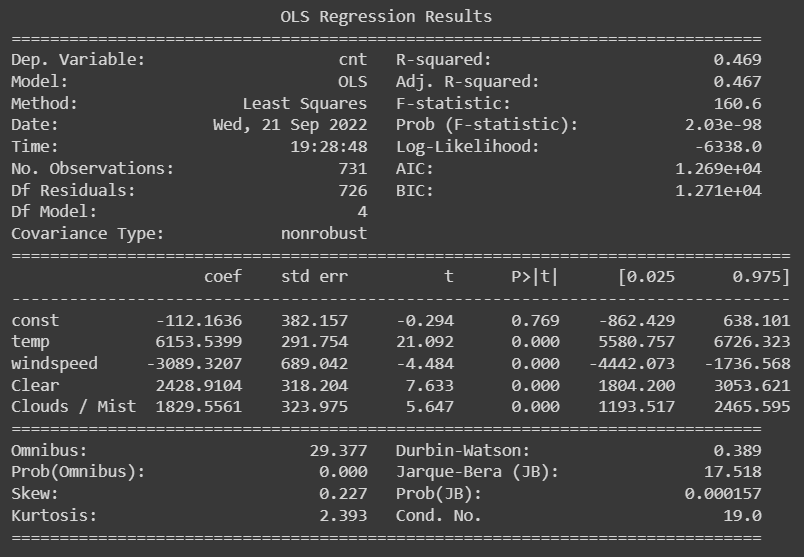 OLS Regression Results
==============================================================================
Dep. Variable: cnt R-squared: 0.469
Model: OLS Adj. R-squared: 0.467
Method: Least Squares F-statistic: 160.6
Date: Wed, 21 Sep 2022 Prob (F-statistic): 2.03e-98
Time: 19:28:48 Log-Likelihood: -6338.0
No. Observations: 731 AIC: 1.269e+04
Df Residuals: 726 BIC: 1.271e+04
Df Model: 4
Covariance Type: nonrobust
=================================================================================
coef std err t P>|t| [0.025 0.975]
---------------------------------------------------------------------------------
const -112.1636 382.157 -0.294 0.769 -862.429 638.101
temp 6153.5399 291.754 21.092 0.000 5580.757 6726.323
windspeed -3089.3207 689.042 -4.484 0.000 -4442.073 -1736.568
Clear 2428.9104 318.204 7.633 0.000 1804.200 3053.621
Clouds / Mist 1829.5561 323.975 5.647 0.000 1193.517 2465.595
==============================================================================
Omnibus: 29.377 Durbin-Watson: 0.389
Prob(Omnibus): 0.000 Jarque-Bera (JB): 17.518
Skew: 0.227 Prob(JB): 0.000157
Kurtosis: 2.393 Cond. No. 19.0
==============================================================================